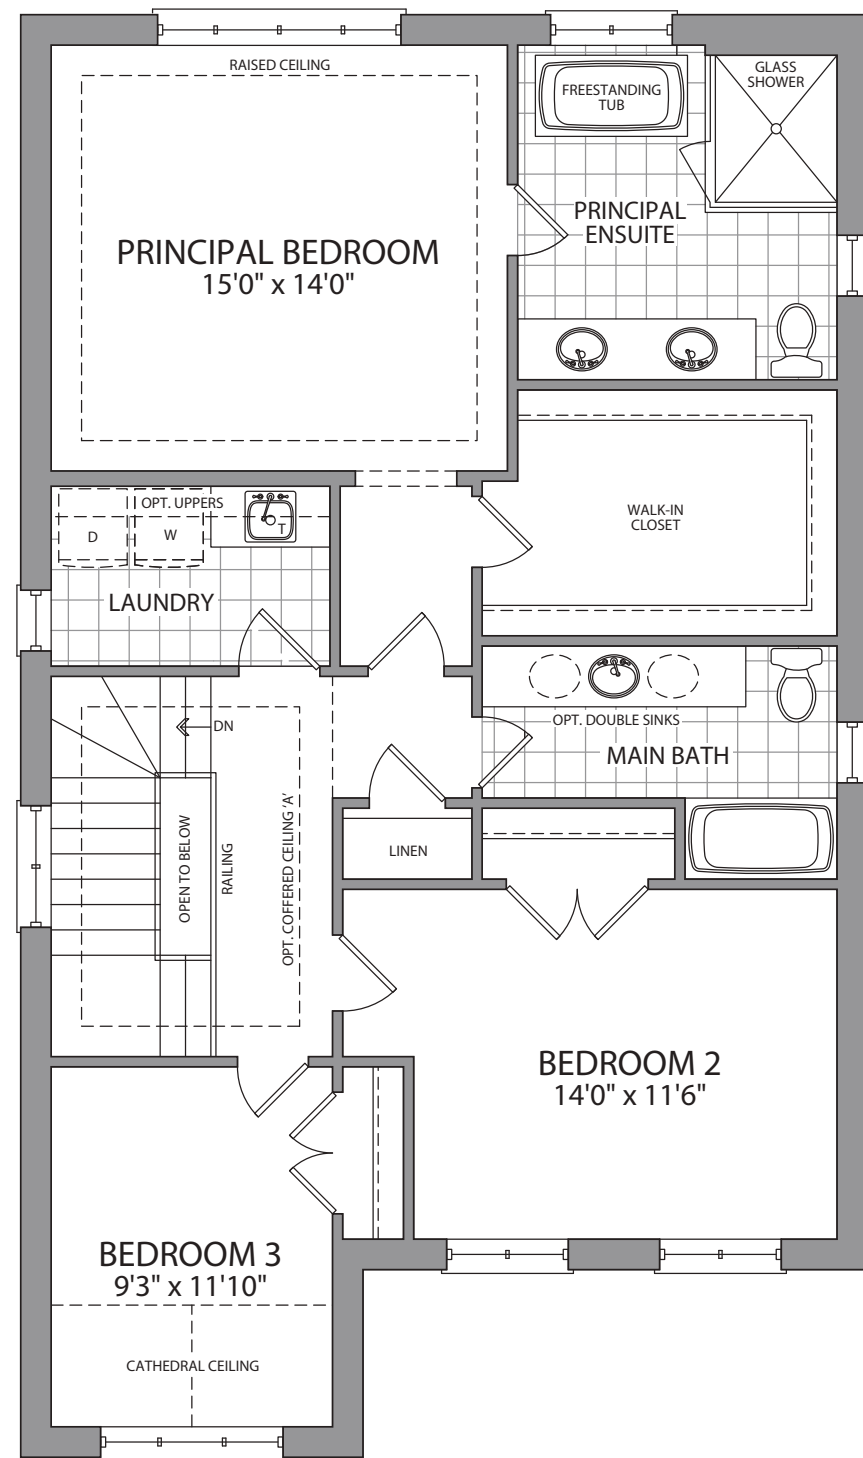 RAISED CEILING
PRINCIPAL BEDROOM
15'0" x 14'0"
FREESTANDING
TUB
GLASS
SHOWER
PRINCIPAL
ENSUITE
WALK-IN
CLOSET
OPT. UPPERS
D
W
T
LAUNDRY
OPT. DOUBLE SINKS
MAIN BATH
DN
OPEN TO BELOW
RAILING
OPT. COFFERED CEILING 'A'
LINEN
BEDROOM 2
14'0" x 11'6"
BEDROOM 3
9'3" x 11'10"
CATHEDRAL CEILING